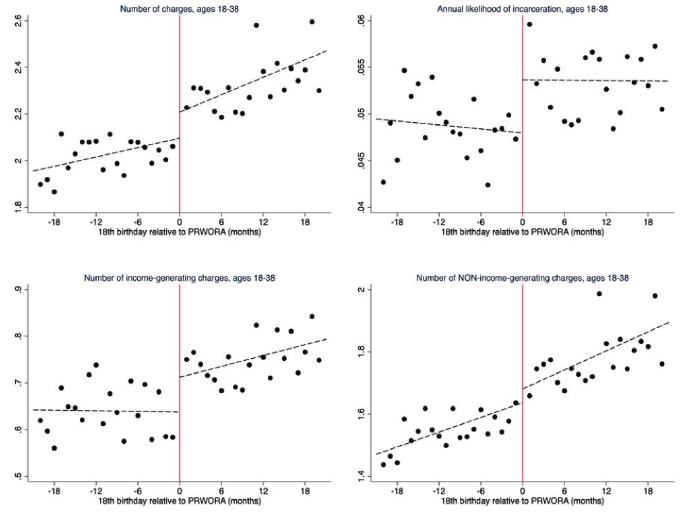 Number of charges, ages 18-38
2.6
2.4
2.2
2
1.8
-18 -12 -6 0 6 12 18
18th birthday relative to PRWORA (months)
Annual likelihood of incarceration, ages 18-38
.06
.055
.05
.045
.04
-18 -12 -6 0 6 12 18
18th birthday relative to PRWORA (months)
Number of income-generating charges, ages 18-38
.9
.8
.7
.6
.5
-18 -12 -6 0 6 12 18
18th birthday relative to PRWORA (months)
Number of NON-income-generating charges, ages 18-38
2
1.8
1.6
1.4
-18 -12 -6 0 6 12 18
18th birthday relative to PRWORA (months)